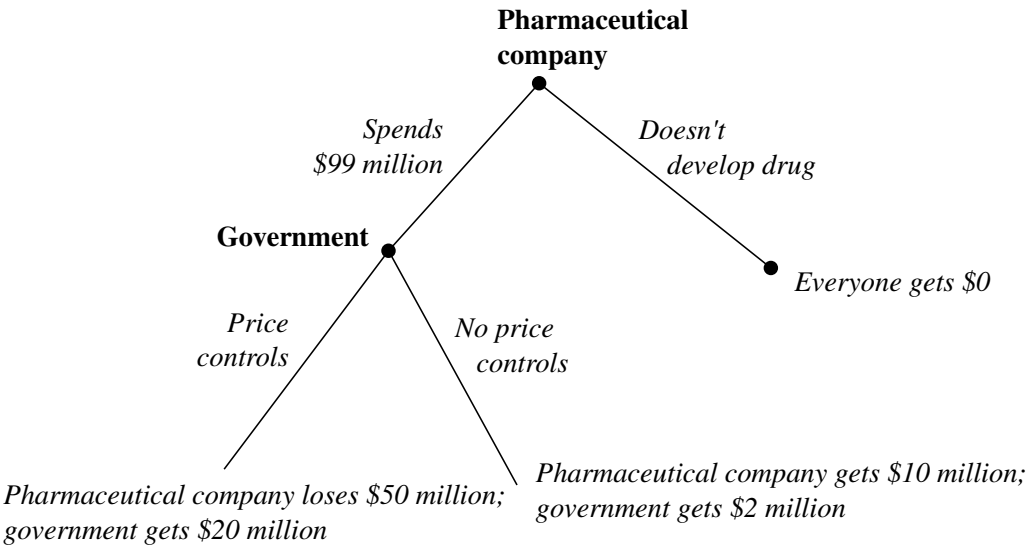 Pharmaceutical
company
Spends
$99 million
Doesn't
develop drug
Government
Everyone gets $0
Price
controls
No price
controls
Pharmaceutical company loses $50 million;
government gets $20 million
Pharmaceutical company gets $10 million;
government gets $2 million